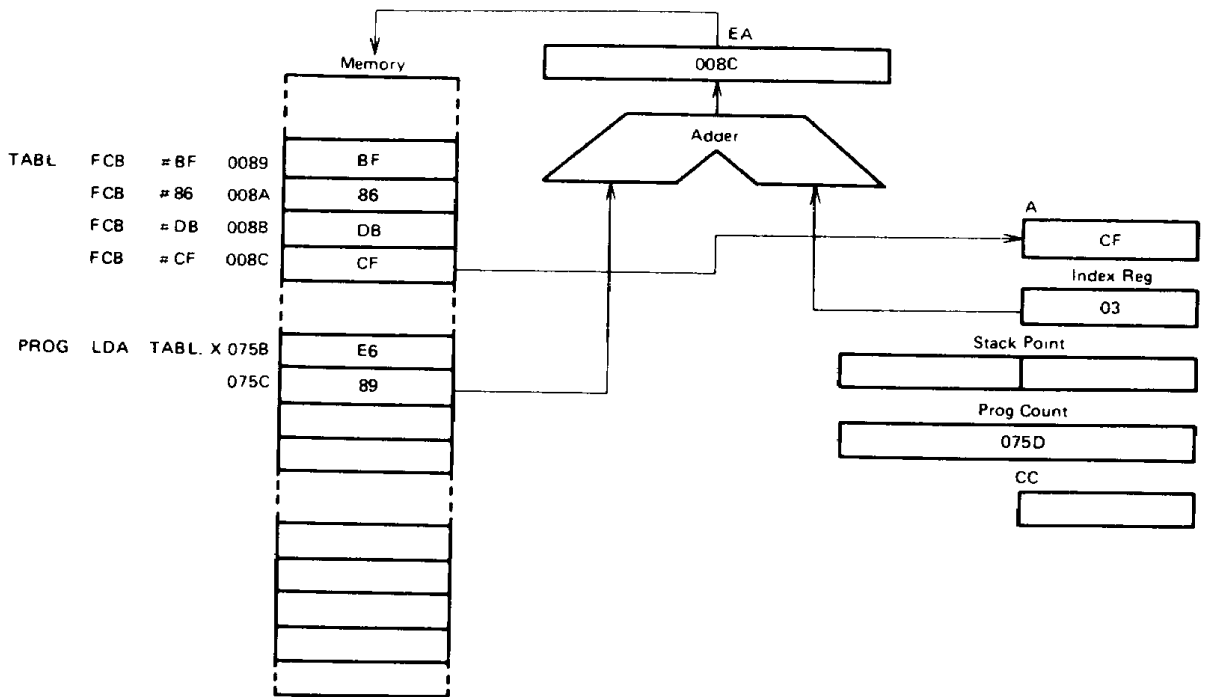 EA
008C
Memory
Adder
TABL FCB #BF 0089 BF
FCB #86 008A 86
FCB #DB 008B DB
FCB #CF 008C CF
A
CF
Index Reg
03
PROG LDA TABL. X 075B E6
075C 89
Stack Point
Prog Count
075D
CC